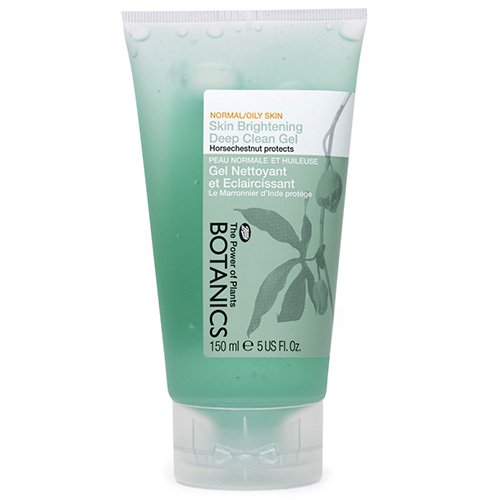 NORMAL/OILY SKIN
Skin Brightening
Deep Clean Gel
Horsechestnut protects
PEAU NORMALE ET HUILEUSE
Gel Nettoyant
et Eclaircissant
Le Marronnier d'Inde protège
Boots
The Power of Plants
BOTANICS
150 ml ℮ 5 US Fl. Oz.